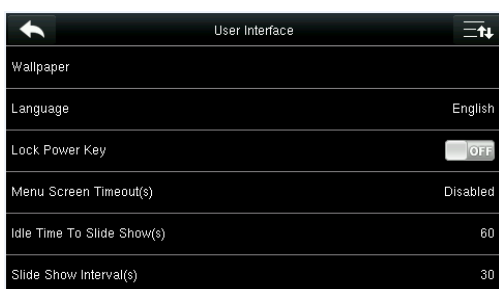 User Interface
Wallpaper
Language English
Lock Power Key OFF
Menu Screen Timeout(s) Disabled
Idle Time To Slide Show(s) 60
Slide Show Interval(s) 30